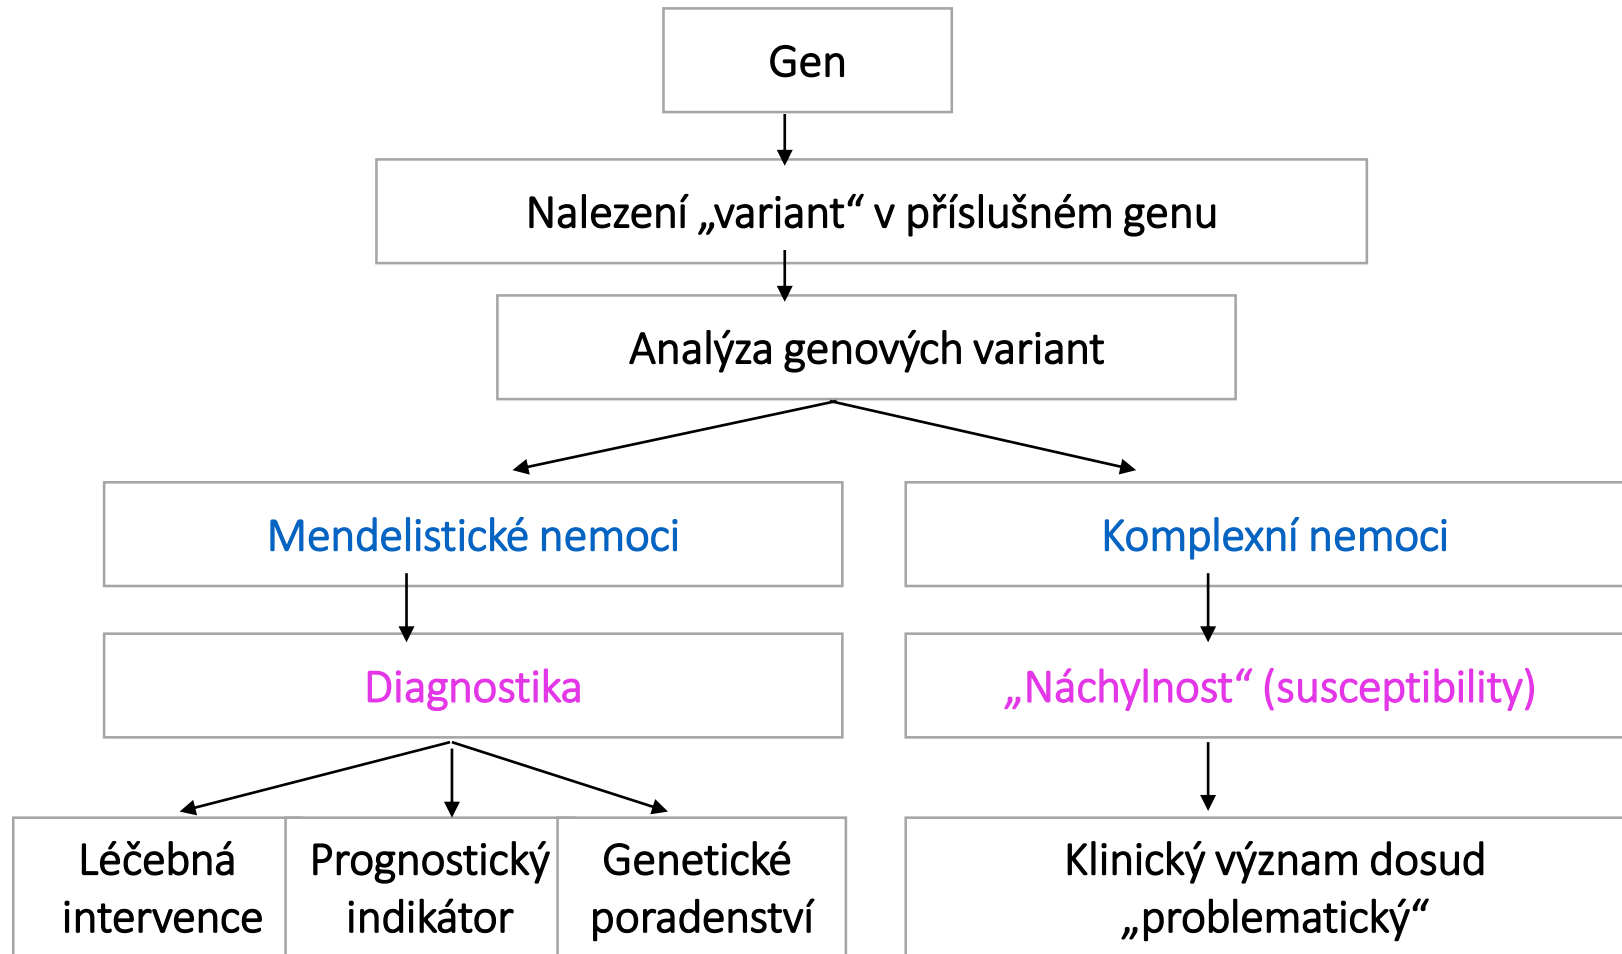 Gen
Nalezení „variant“ v příslušném genu
Analýza genových variant
Mendelistické nemoci
Komplexní nemoci
Diagnostika
„Náchylnost“ (susceptibility)
Léčebná
intervence
Prognostický
indikátor
Genetické
poradenství
Klinický význam dosud
„problematický“